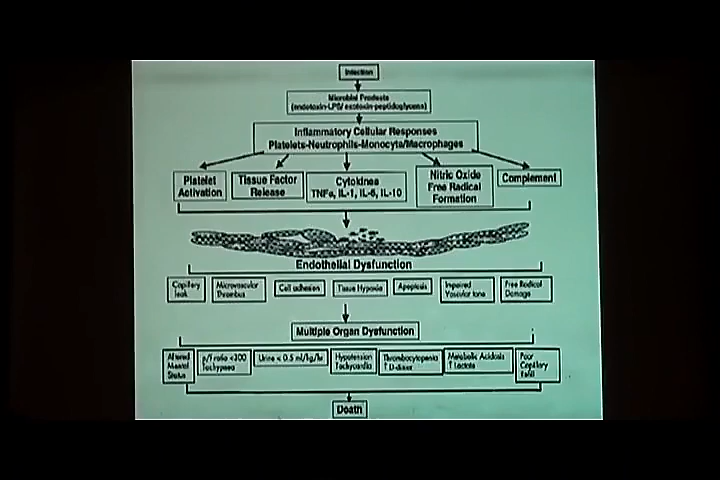 Infection
Microbial Products
(endotoxin-LPS/ exotoxin-peptidoglycans)
Inflammatory Cellular Responses
Platelets-Neutrophils-Monocyte/Macrophages
Platelet
Activation
Tissue Factor
Release
Cytokines
TNFα, IL-1, IL-6, IL-10
Nitric Oxide
Free Radical
Formation
Complement
Endothelial Dysfunction
Capillary
leak
Microvascular
Thrombus
Cell adhesion
Tissue Hypoxia
Apoptosis
Impaired
Vascular tone
Free Radical
Damage
Multiple Organ Dysfunction
Altered
Mental
Status
p/f ratio <300
Tachypnea
Urine < 0.5 ml/kg/hr
Hypotension
Tachycardia
Thrombocytopenia
↑ D-dimer
Metabolic Acidosis
↑ Lactate
Poor
Capillary
Refill
Death